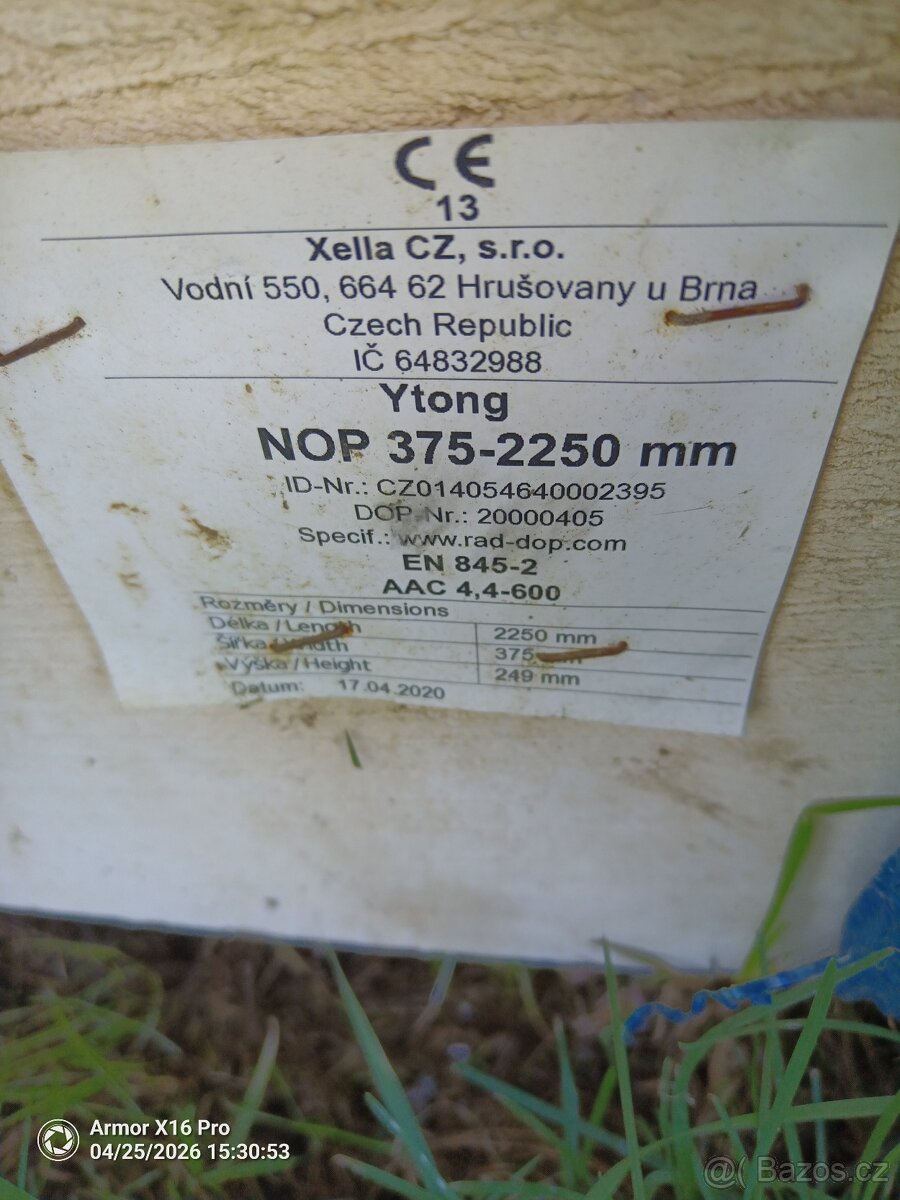 CE
13
Xella CZ, s.r.o.
Vodní 550, 664 62 Hrušovany u Brna
Czech Republic
IČ 64832988
Ytong
NOP 375-2250 mm
ID-Nr.: CZ014054640002395
DOP-Nr.: 20000405
Specif.: www.rad-dop.com
EN 845-2
AAC 4,4-600
Rozměry / Dimensions
Délka / Length 2250 mm
Šířka 375
Výška / Height 249 mm
Datum: 17.04.2020
Armor X16 Pro
04/25/2026 15:30:53
@ Bazos.cz